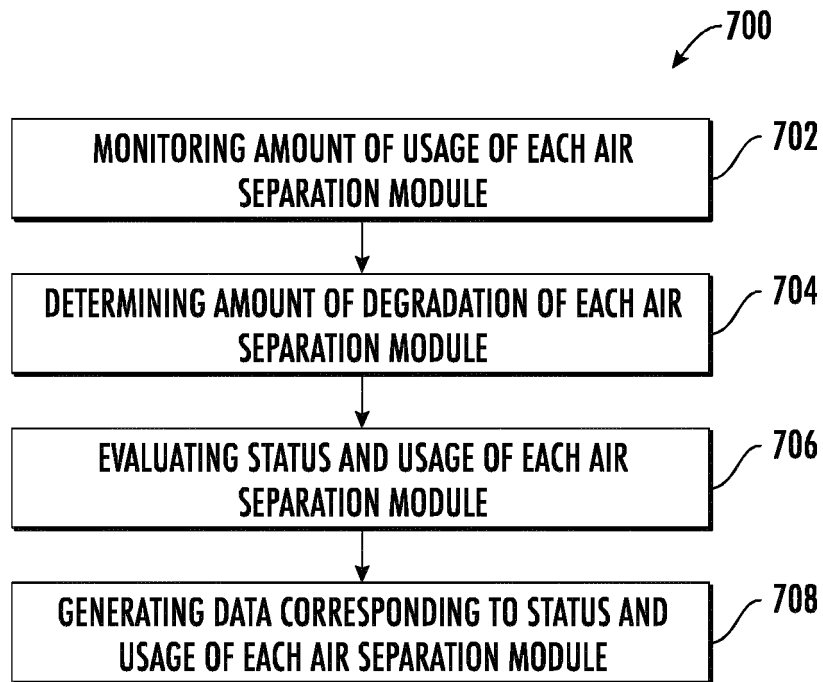 700
MONITORING AMOUNT OF USAGE OF EACH AIR
SEPARATION MODULE
702
DETERMINING AMOUNT OF DEGRADATION OF EACH AIR
SEPARATION MODULE
704
EVALUATING STATUS AND USAGE OF EACH AIR
SEPARATION MODULE
706
GENERATING DATA CORRESPONDING TO STATUS AND
USAGE OF EACH AIR SEPARATION MODULE
708